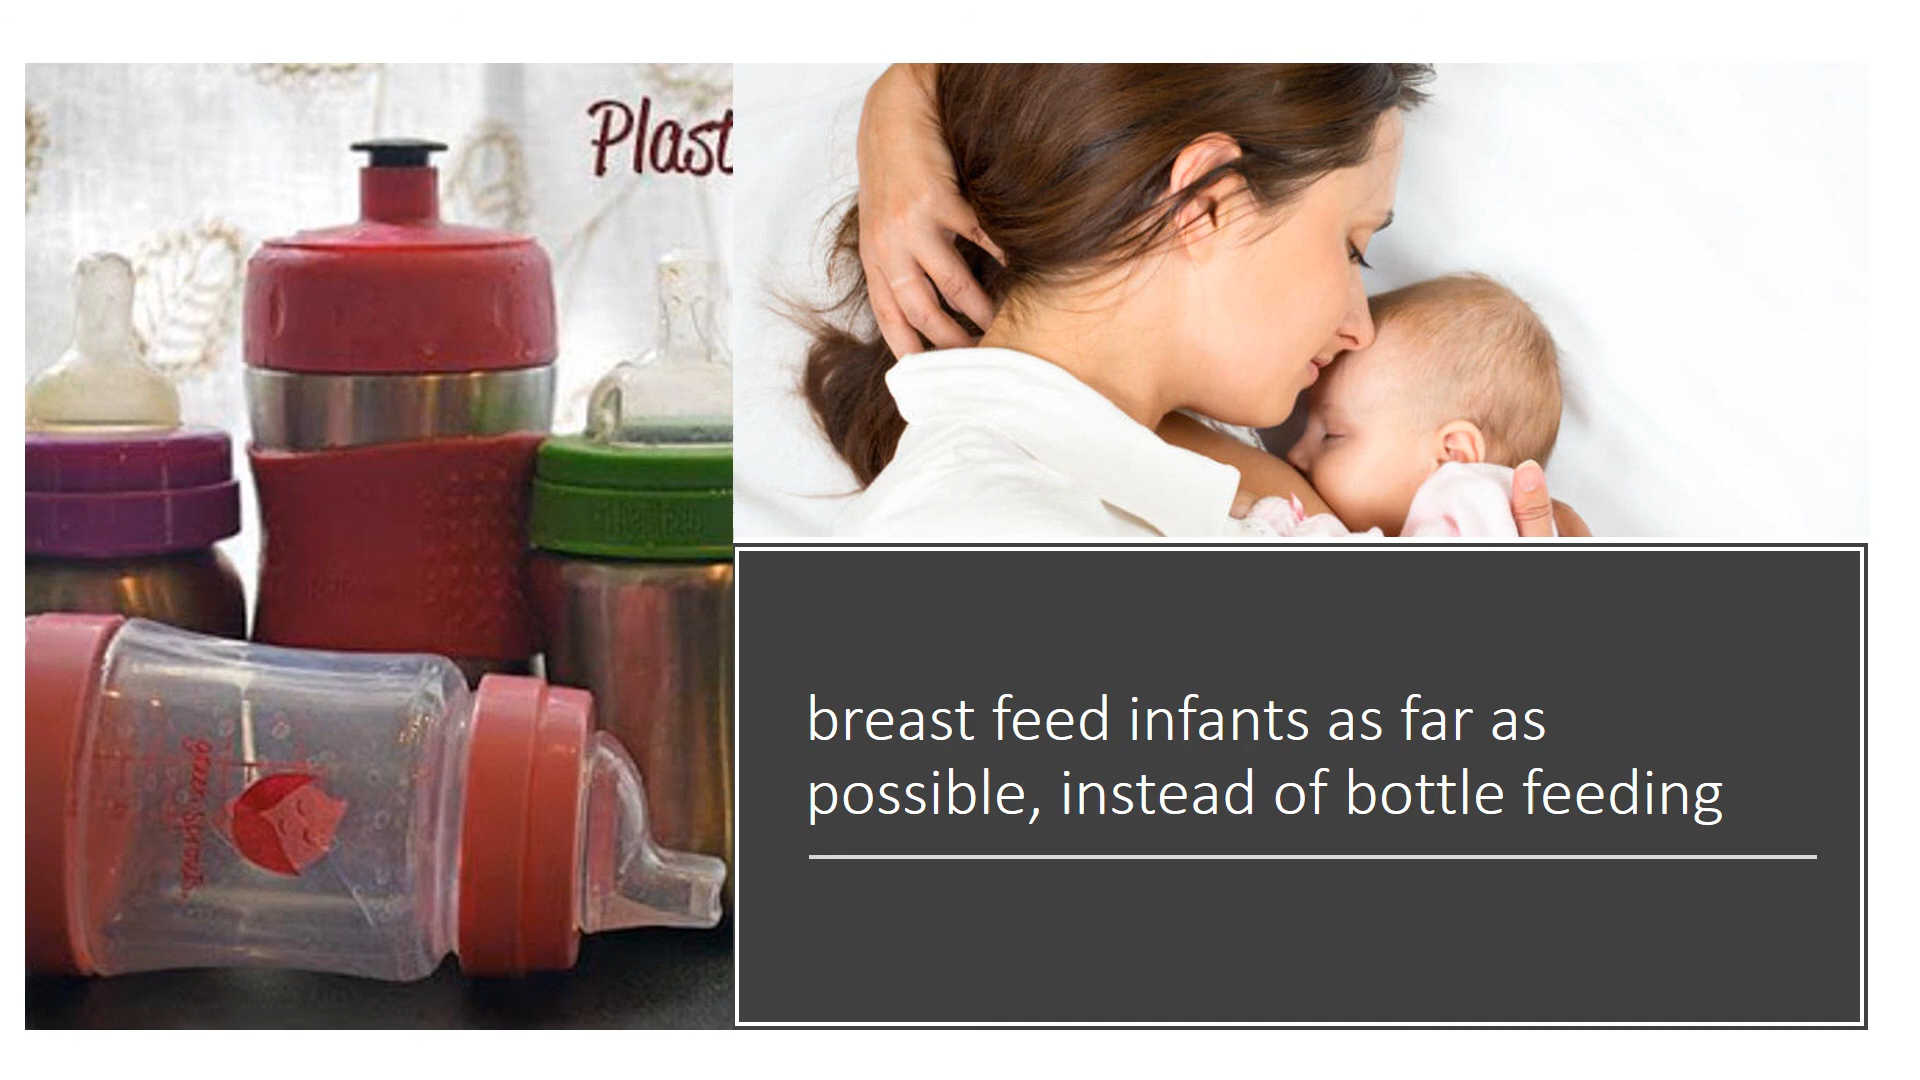 Plast
breast feed infants as far as
possible, instead of bottle feeding